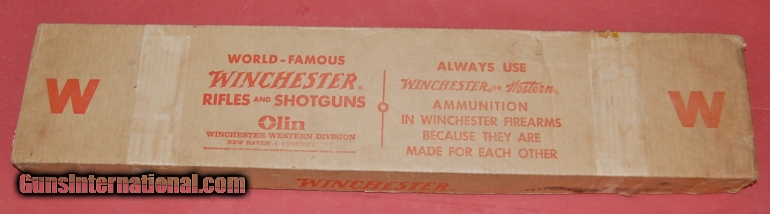 W
WORLD-FAMOUS
WINCHESTER®
RIFLES AND SHOTGUNS
Olin
WINCHESTER-WESTERN DIVISION
NEW HAVEN
ALWAYS USE
WINCHESTER® OR Western®
AMMUNITION
IN WINCHESTER FIREARMS
BECAUSE THEY ARE
MADE FOR EACH OTHER
W
WINCHESTER
GunsInternational.com